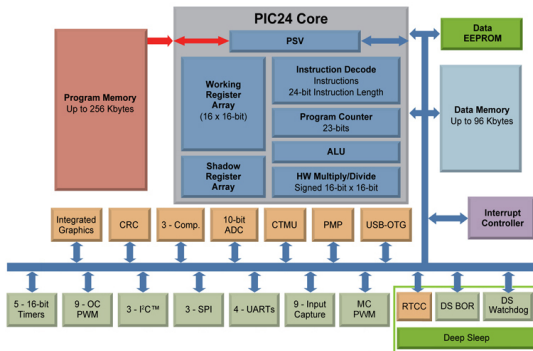 PIC24 Core
PSV
Data
EEPROM
Program Memory
Up to 256 Kbytes
Working
Register
Array
(16 x 16-bit)
Instruction Decode
Instructions
24-bit Instruction Length
Program Counter
23-bits
Data Memory
Up to 96 Kbytes
ALU
Shadow
Register
Array
HW Multiply/Divide
Signed 16-bit x 16-bit
Integrated
Graphics
CRC
3 - Comp.
10-bit
ADC
CTMU
PMP
USB-OTG
Interrupt
Controller
5 - 16-bit
Timers
9 - OC
PWM
3 - I²C™
3 - SPI
4 - UARTs
9 - Input
Capture
MC
PWM
RTCC
DS BOR
DS
Watchdog
Deep Sleep